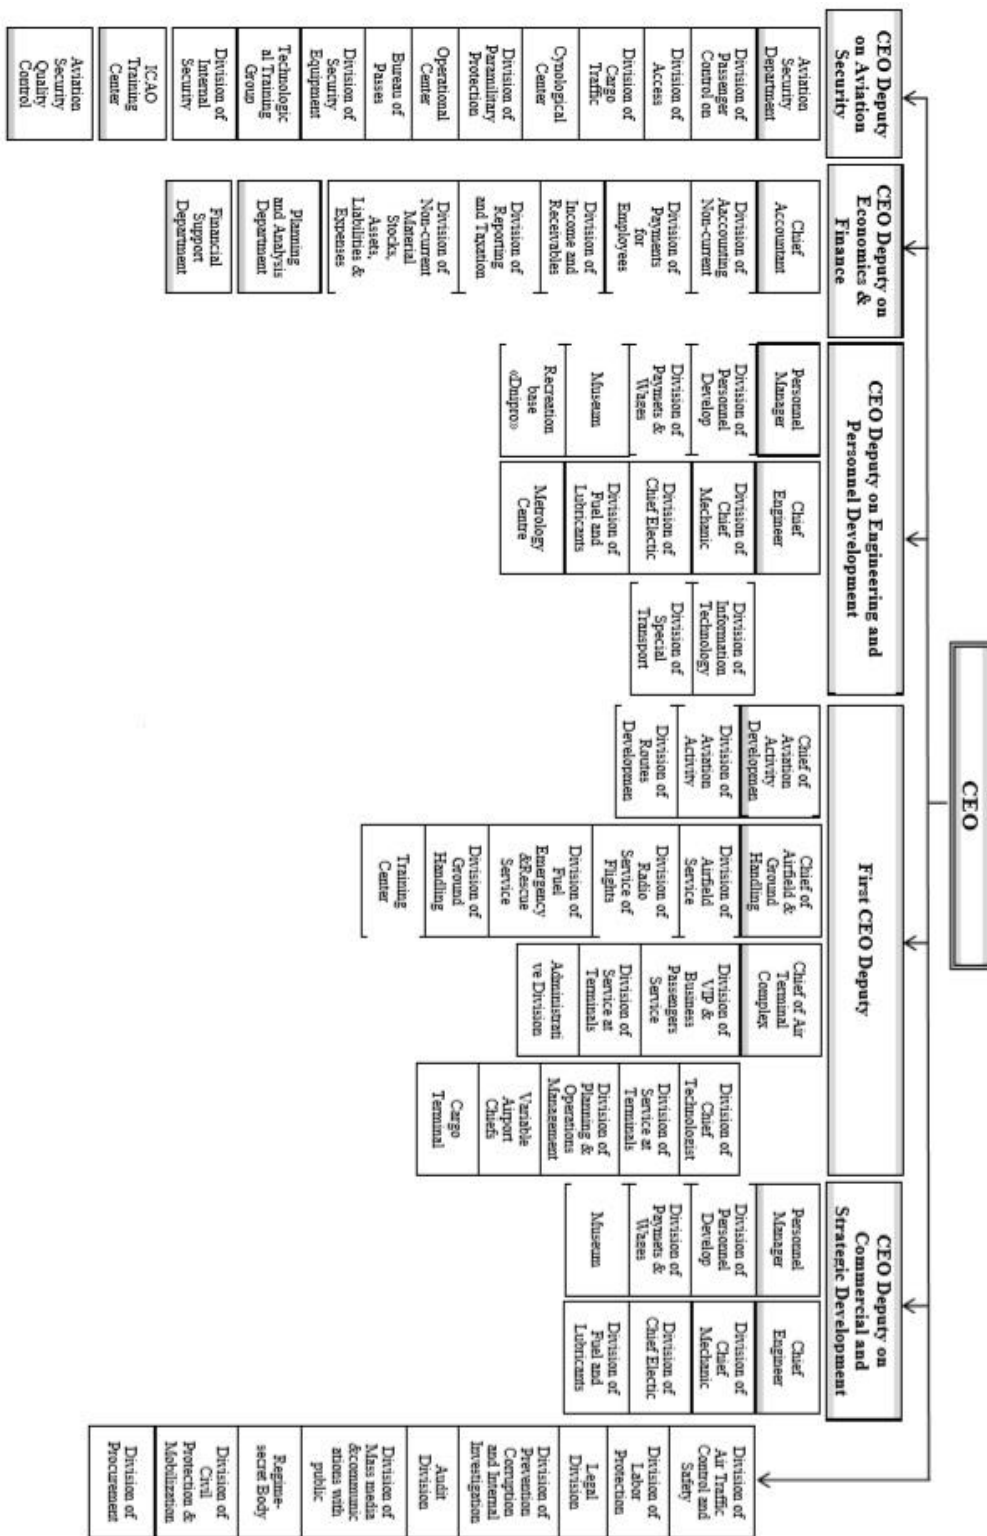 CEO
CEO Deputy
on Aviation
Security
Aviation
Security
Department
Division of
Passenger
Control on
Division of
Access
Division of
Cargo
Traffic
Cynological
Center
Division of
Paramilitary
Protection
Operational
Center
Bureau of
Pases
Division of
Security
Equipment
Technologic
al Training
Group
Division of
Internal
Security
ICAO
Training
Center
Aviation
Security
Quality
Control
CEO Deputy on
Economics &
Finance
Chief
Accountant
Division of
Aaccounting
Non-current
Division of
Payments
for
Employees
Division of
Income and
Receivables
Division of
Reporting
and Taxation
Division of
Non-current
Material
Stocks,
Assets,
Liabilities &
Expenses
Planning
and Analysis
Department
Financial
Support
Department
CEO Deputy on Engineering and
Personnel Development
Personnel
Manager
Division of
Personnel
Develop
Division of
Paymets &
Wages
Museum
Recreation
base
«Dnipro»
Chief
Engineer
Division of
Chief
Mechanic
Division of
Chief Electic
Division of
Fuel and
Lubricants
Metrology
Centre
Division of
Information
Technology
Division of
Special
Transport
First CEO Deputy
Chief of
Aviation
Activity
Developmen
Division of
Aviation
Activity
Division of
Routes
Developmen
Chief of
Airfield &
Ground
Handling
Division of
Airfield
Service
Division of
Radio
Service of
Flights
Division of
Fuel
Emergency
&Rescue
Service
Division of
Ground
Handling
Training
Center
Chief of Air
Terminal
Complex
Division of
VIP &
Business
Passengers
Service
Division of
Service at
Terminals
Administrati
ve Division
Division of
Chief
Technologist
Division of
Service at
Terminals
Division of
Planning &
Operations
Management
Variable
Airport
Chiefs
Cargo
Terminal
CEO Deputy on
Commercial and
Strategic Development
Personnel
Manager
Division of
Personnel
Develop
Division of
Paymets &
Wages
Museum
Chief
Engineer
Division of
Chief
Mechanic
Division of
Chief Electic
Division of
Fuel and
Lubricants
Division of
Air Traffic
Control and
Safety
Division of
Labor
Protection
Legal
Division
Division of
Prevention
Corruption
and Internal
Investigation
Audit
Division
Division of
Mass media
&communic
ations with
public
Regime-
secret Body
Division of
Civil
Protection &
Mobilization
Division of
Procurement